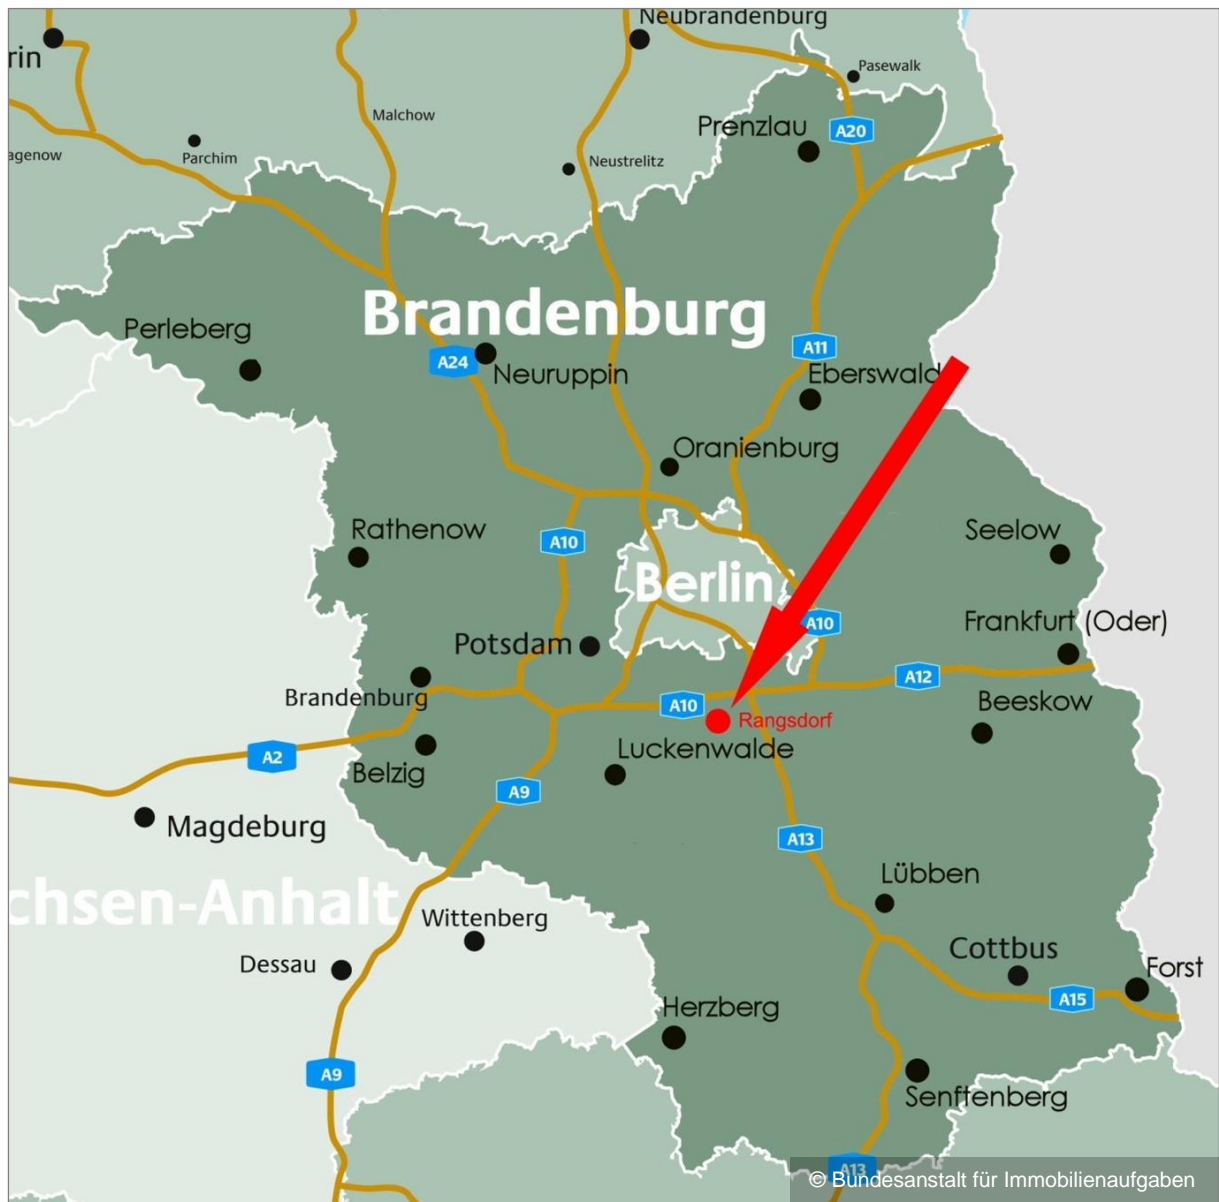 Neubrandenburg
rin
Pasewalk
Malchow
Prenzlau
A20
agenow
Parchim
Neustrelitz
Brandenburg
Perleberg
A24
Neuruppin
A11
Eberswald
Oranienburg
Rathenow
A10
Seelow
Berlin
A10
Frankfurt (Oder)
Potsdam
A12
Brandenburg
A10
Beeskow
Rangsdorf
A2
Luckenwalde
Belzig
A9
Magdeburg
A13
Lübben
chsen-Anhalt
Wittenberg
Cottbus
Dessau
Forst
A15
Herzberg
A9
Senftenberg
A13
© Bundesanstalt für Immobilienaufgaben